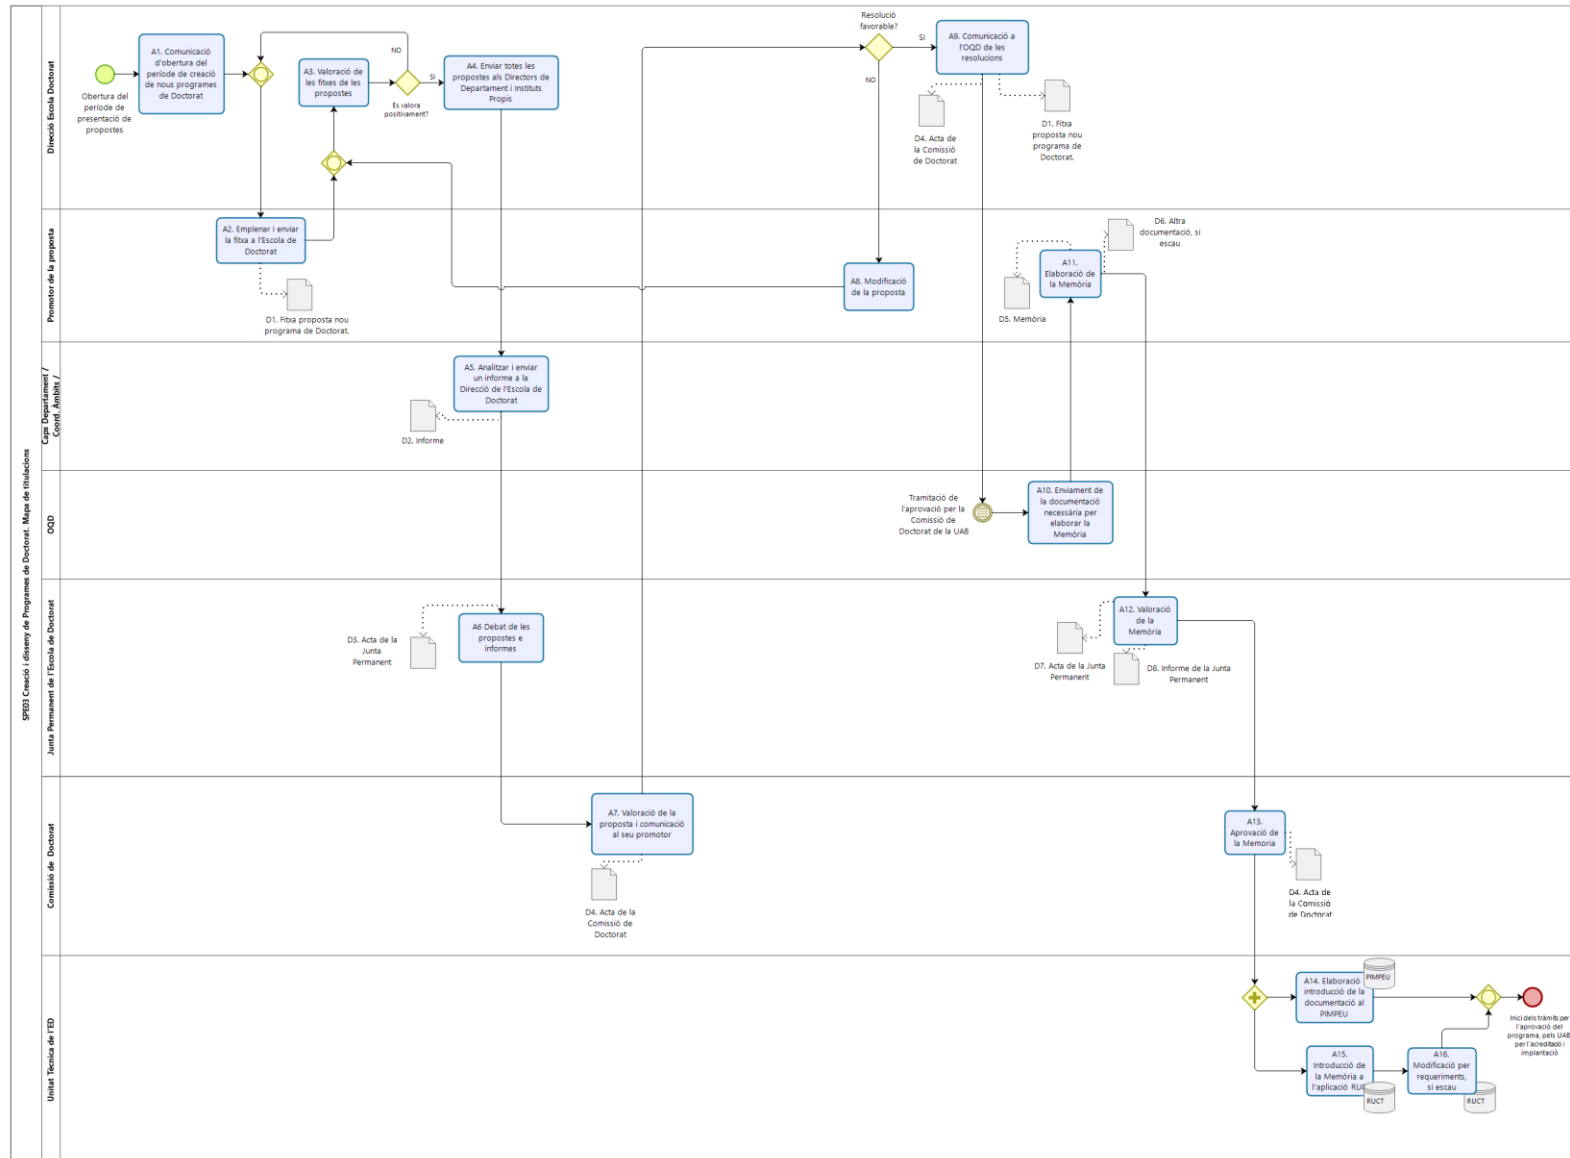 SPE03 Creació i disseny de Programes de Doctorat. Mapa de titulacions
Direcció Escola Doctorat
Obertura del
període de
presentació de
propostes
A1. Comunicació
d'obertura del
període de creació
de nous programes
de Doctorat
A3. Valoració de
les fitxes de les
propostes
NO
SI
Es valora
positivament?
A4. Enviar totes les
propostes als Directors de
Departament i Instituts
Propis
Resolució
favorable?
SI
NO
A9. Comunicació a
l'OQD de les
resolucions
D4. Acta de
la Comissió
de Doctorat
D1. Fitxa
proposta nou
programa de
Doctorat.
Promotor de la proposta
A2. Emplenar i enviar
la fitxa a l'Escola de
Doctorat
D1. Fitxa proposta nou
programa de Doctorat.
A8. Modificació
de la proposta
A11.
Elaboració de
la Memòria
D5. Memòria
D6. Altra
documentació, si
escau
Caps Departament /
Coord. Àmbits /
A5. Analitzar i enviar
un informe a la
Direcció de l'Escola de
Doctorat
D2. Informe
OQD
Tramitació de
l'aprovació per la
Comissió de
Doctorat de la UAB
A10. Enviament de
la documentació
necessària per
elaborar la
Memòria
Junta Permanent de l'Escola de Doctorat
D3. Acta de la
Junta
Permanent
A6 Debat de les
propostes e
informes
A12. Valoració
de la
Memòria
D7. Acta de la Junta
Permanent
D8. Informe de la Junta
Permanent
Comissió de Doctorat
A7. Valoració de la
proposta i comunicació
al seu promotor
D4. Acta de la
Comissió de
Doctorat
A13.
Aprovació de
la Memoria
D4. Acta de
la Comissió
de Doctorat
Unitat Tècnica de l'ED
A14. Elaboració
introducció de la
documentació al
PIMPEU
PIMPEU
A15.
Introducció de
la Memòria a
l'aplicació
RUCT
A16.
Modificació per
requeriments,
si escau
RUCT
Inici dels tràmits per
l'aprovació del
programa, pels UAB
per l'acreditació i
implantació